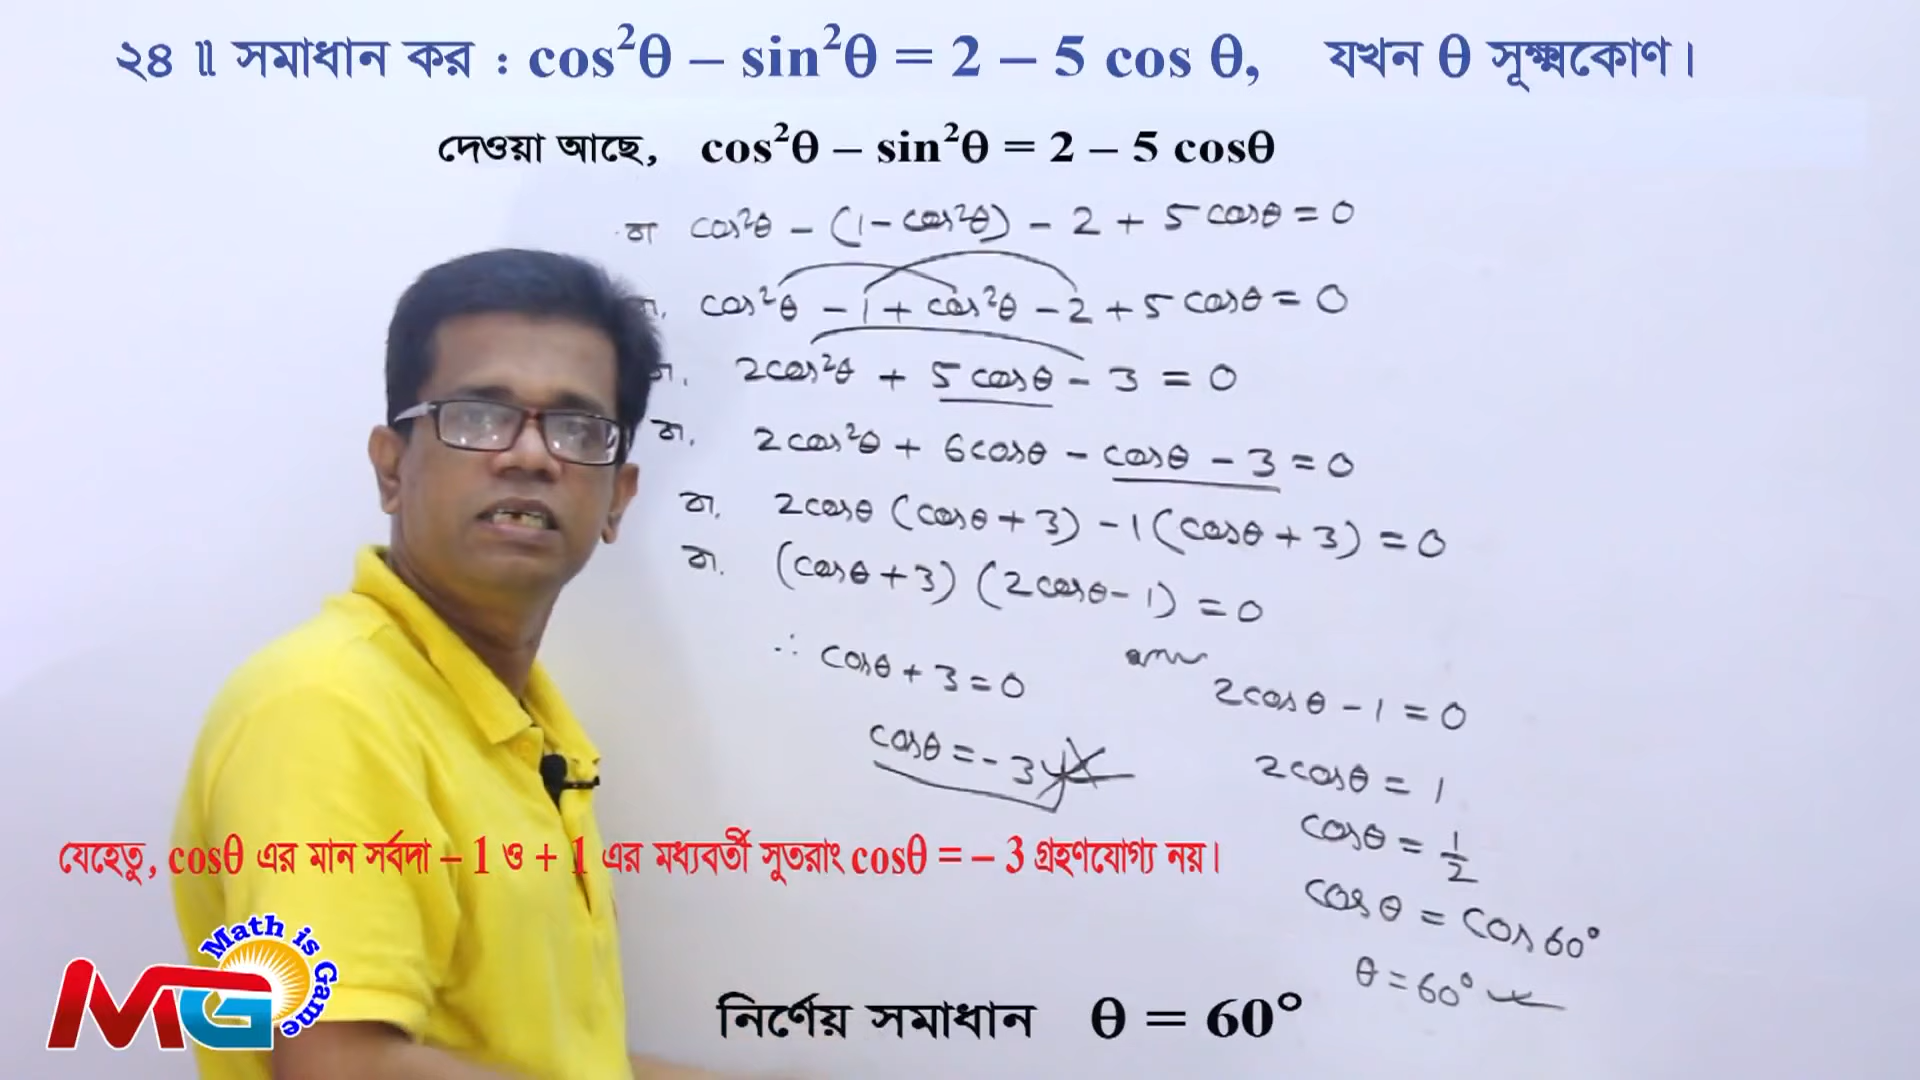 ২৪ ॥ সমাধান কর : cos²θ – sin²θ = 2 – 5 cos θ, যখন θ সূক্ষ্মকোণ।
দেওয়া আছে, cos²θ – sin²θ = 2 – 5 cosθ
বা cos²θ – (1 – cos²θ) – 2 + 5 cosθ = 0
বা, cos²θ – 1 + cos²θ – 2 + 5 cosθ = 0
বা, 2cos²θ + 5 cosθ – 3 = 0
বা, 2cos²θ + 6cosθ – cosθ – 3 = 0
বা, 2cosθ (cosθ + 3) – 1 (cosθ + 3) = 0
বা, (cosθ + 3) (2cosθ – 1) = 0
∴ cosθ + 3 = 0 2cosθ – 1 = 0
cosθ = – 3 2cosθ = 1
cosθ = 1/2
যেহেতু, cosθ এর মান সর্বদা – 1 ও + 1 এর মধ্যবর্তী সুতরাং cosθ = – 3 গ্রহণযোগ্য নয়।
cosθ = cos 60°
θ = 60°
নির্ণেয় সমাধান θ = 60°
Math is Game
MG